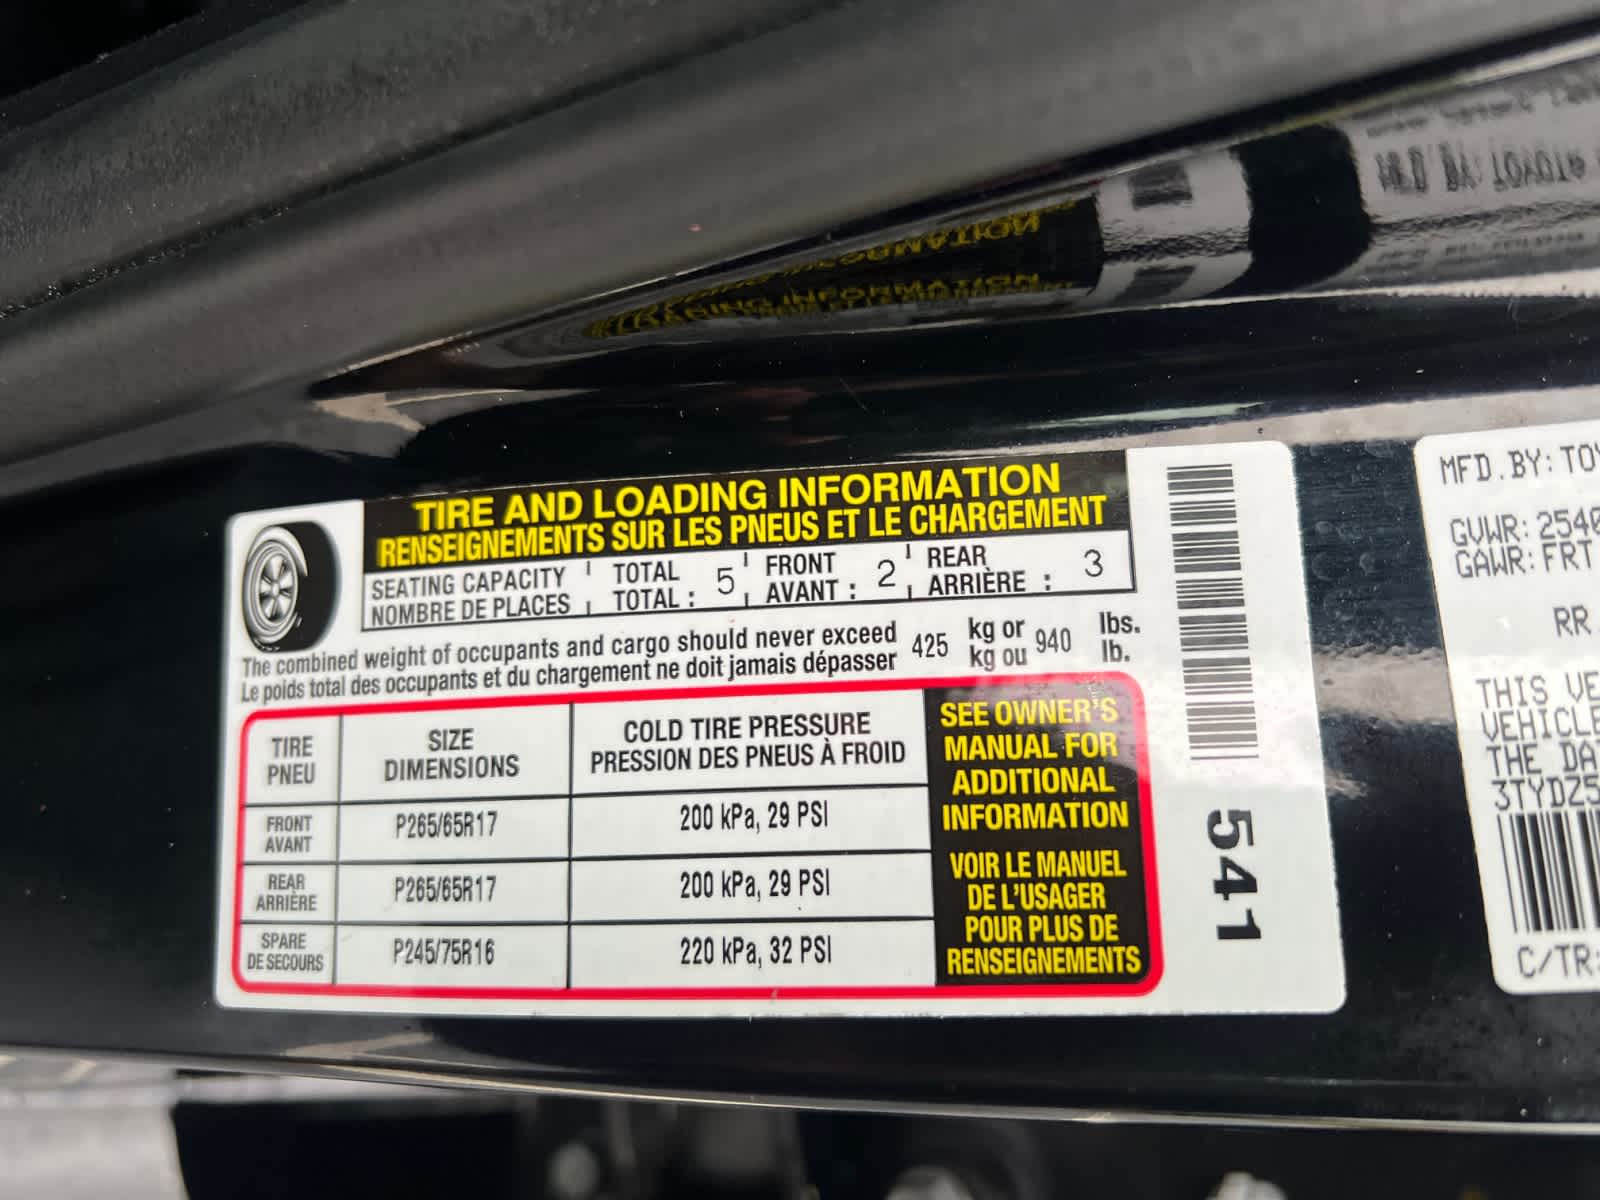 TIRE AND LOADING INFORMATION
RENSEIGNEMENTS SUR LES PNEUS ET LE CHARGEMENT
SEATING CAPACITY TOTAL FRONT REAR
NOMBRE DE PLACES TOTAL : 5 AVANT : 2 ARRIÈRE : 3
The combined weight of occupants and cargo should never exceed 425 kg or 940 lbs.
Le poids total des occupants et du chargement ne doit jamais dépasser kg ou lb.
TIRE
PNEU
SIZE
DIMENSIONS
COLD TIRE PRESSURE
PRESSION DES PNEUS À FROID
FRONT
AVANT
P265/65R17
200 kPa, 29 PSI
REAR
ARRIÈRE
P265/65R17
200 kPa, 29 PSI
SPARE
DE SECOURS
P245/75R16
220 kPa, 32 PSI
SEE OWNER'S
MANUAL FOR
ADDITIONAL
INFORMATION
VOIR LE MANUEL
DE L'USAGER
POUR PLUS DE
RENSEIGNEMENTS
541
MFD.BY:
GVWR:
GAWR: FRT
RR
THIS
THE
C/TR: